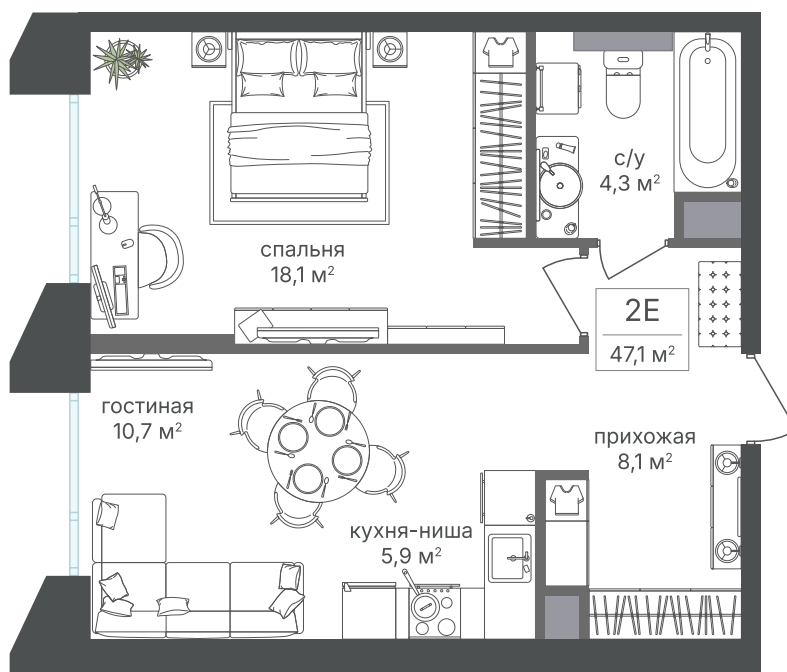 с/у
4,3 м²
спальня
18,1 м²
2Е
47,1 м²
гостиная
10,7 м²
прихожая
8,1 м²
кухня-ниша
5,9 м²